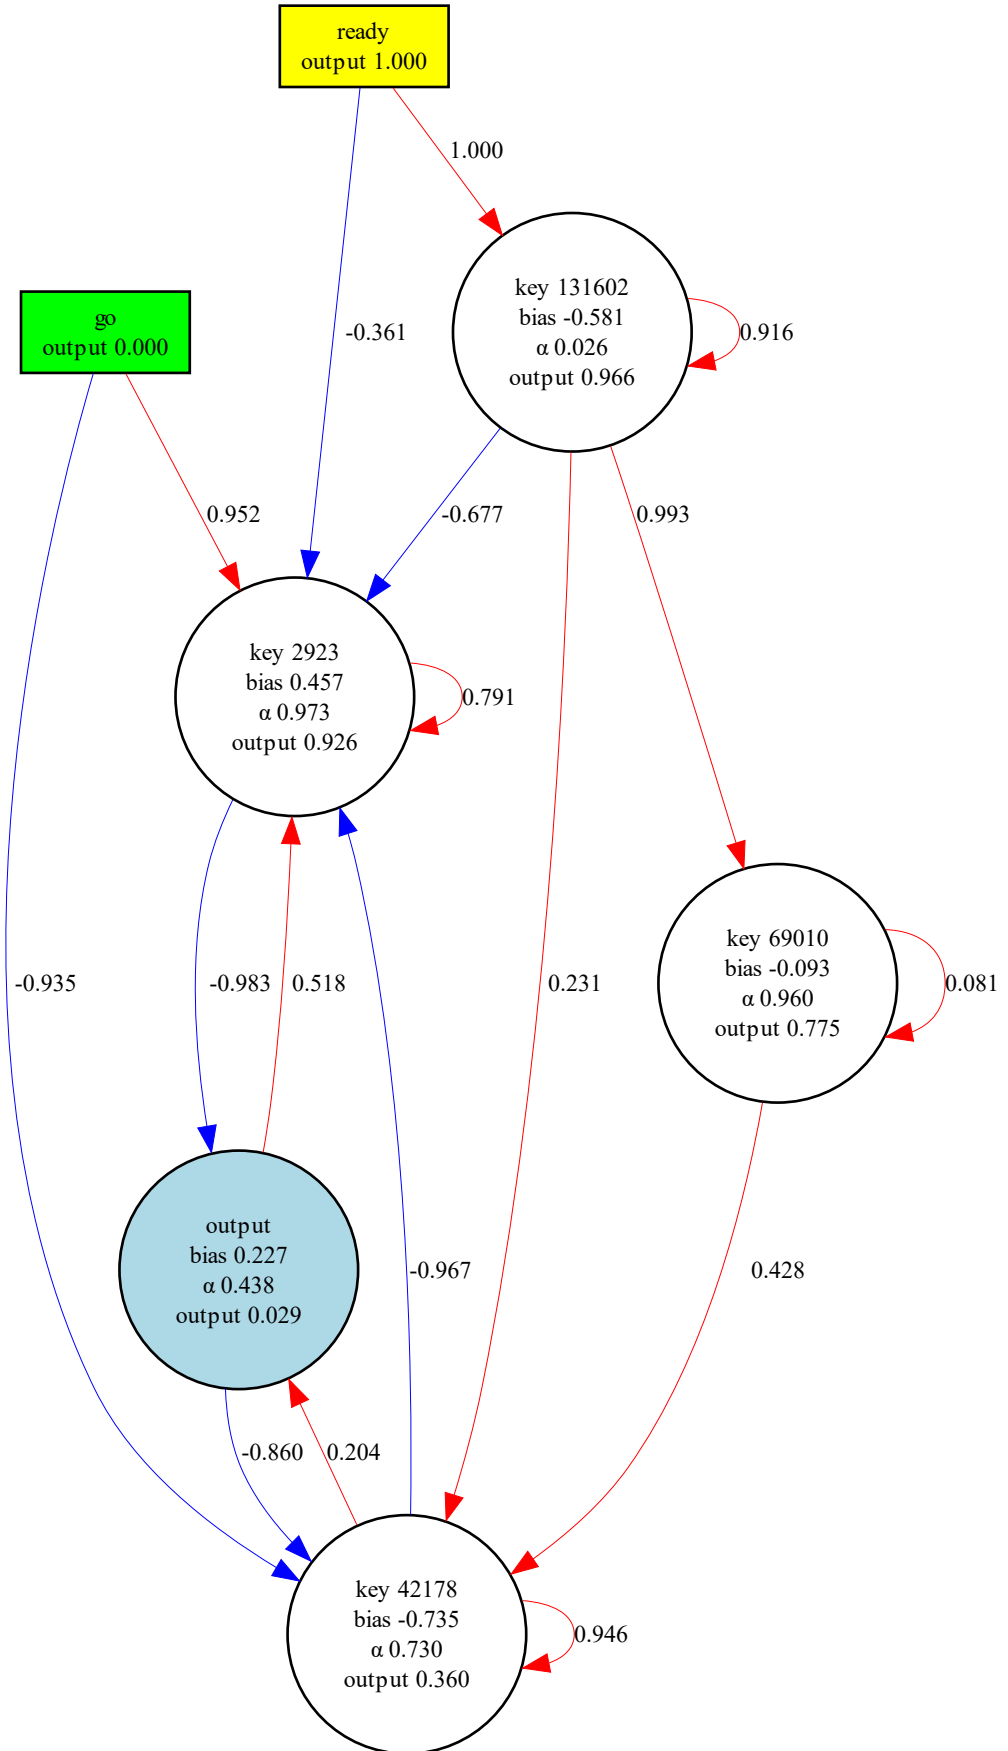 ready
output 1.000
1.000
key 131602
bias -0.581
α 0.026
output 0.966
0.916
-0.361
go
output 0.000
0.952
-0.677
0.993
key 2923
bias 0.457
α 0.973
output 0.926
0.791
key 69010
bias -0.093
α 0.960
output 0.775
0.081
-0.935
-0.983
0.518
0.231
output
bias 0.227
α 0.438
output 0.029
-0.967
0.428
-0.860
0.204
key 42178
bias -0.735
α 0.730
output 0.360
0.946